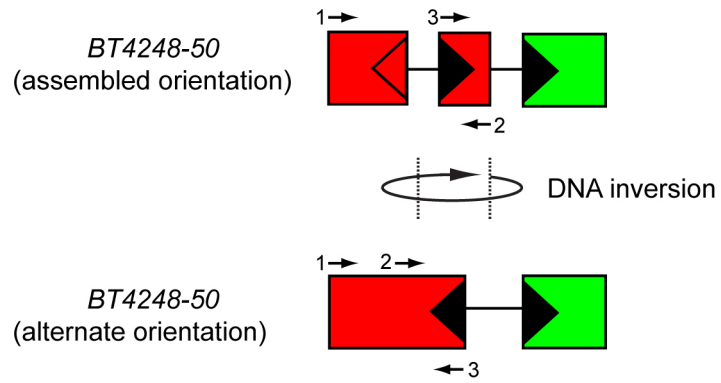 1 3
BT4248-50
(assembled orientation)
2
DNA inversion
1 2
BT4248-50
(alternate orientation)
3